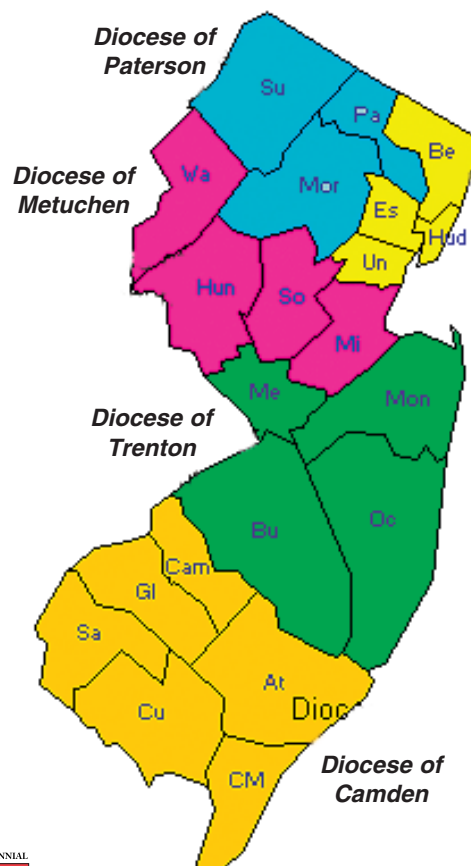 Diocese of
Paterson
Su
Pa
Be
Diocese of
Metuchen
Wa
Mor
Es
Hud
Un
Hun
So
Mi
Me
Mon
Diocese of
Trenton
Bu
Oc
Cam
Gl
Sa
At
Cu
Dioc
CM
Diocese of
Camden
NNIAL